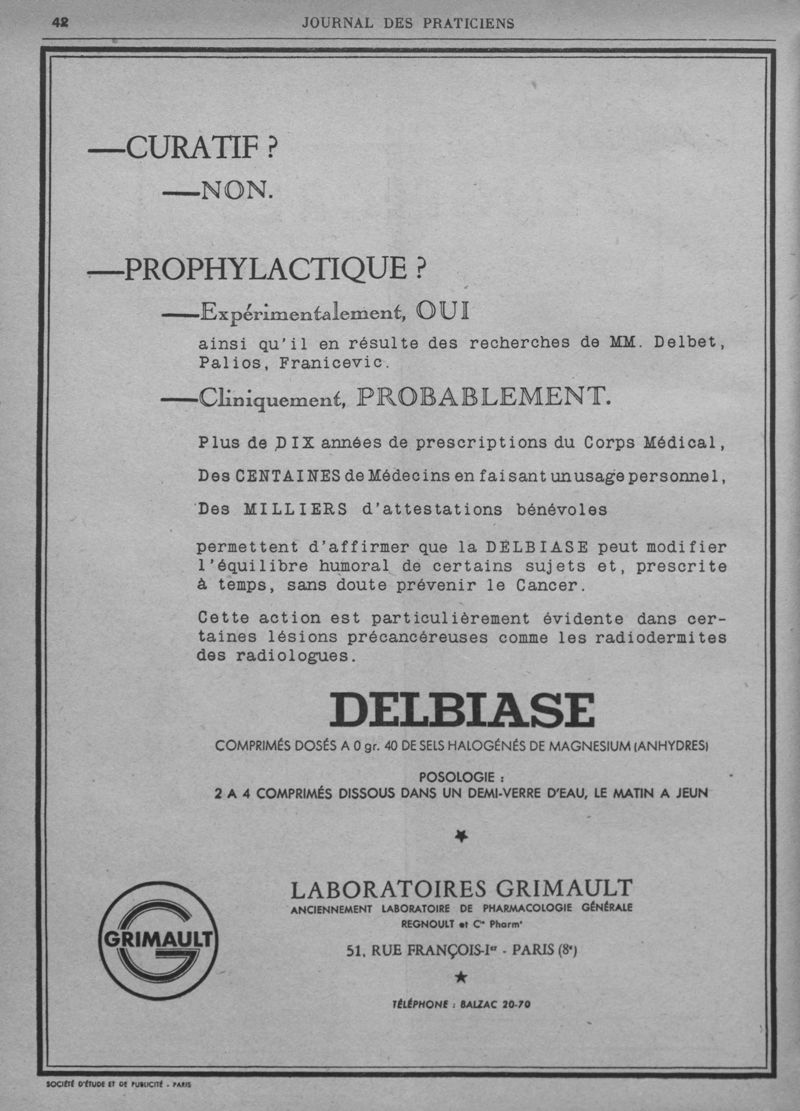 42
JOURNAL DES PRATICIENS
—CURATIF ?
—NON.
—PROPHYLACTIQUE ?
—Expérimentalement, OUI
ainsi qu'il en résulte des recherches de MM. Delbet,
Palios, Franicevic.
—Cliniquement, PROBABLEMENT.
Plus de DIX années de prescriptions du Corps Médical,
Des CENTAINES de Médecins en faisant un usage personnel,
Des MILLIERS d'attestations bénévoles
permettent d'affirmer que la DELBIASE peut modifier
l'équilibre humoral de certains sujets et, prescrite
à temps, sans doute prévenir le Cancer.
Cette action est particulièrement évidente dans cer-
taines lésions précancéreuses comme les radiodermites
des radiologues.
DELBIASE
COMPRIMÉS DOSÉS A 0 gr. 40 DE SELS HALOGÉNÉS DE MAGNESIUM (ANHYDRES)
POSOLOGIE :
2 A 4 COMPRIMÉS DISSOUS DANS UN DEMI-VERRE D'EAU, LE MATIN A JEUN
LABORATOIRES GRIMAULT
ANCIENNEMENT LABORATOIRE DE PHARMACOLOGIE GÉNÉRALE
REGNOULT et Cie Pharmns
GRIMAULT
51, RUE FRANÇOIS-Ier - PARIS (8e)
TÉLÉPHONE : BALZAC 20-70
SOCIÉTÉ D'ÉTUDE ET DE PUBLICITÉ - PARIS